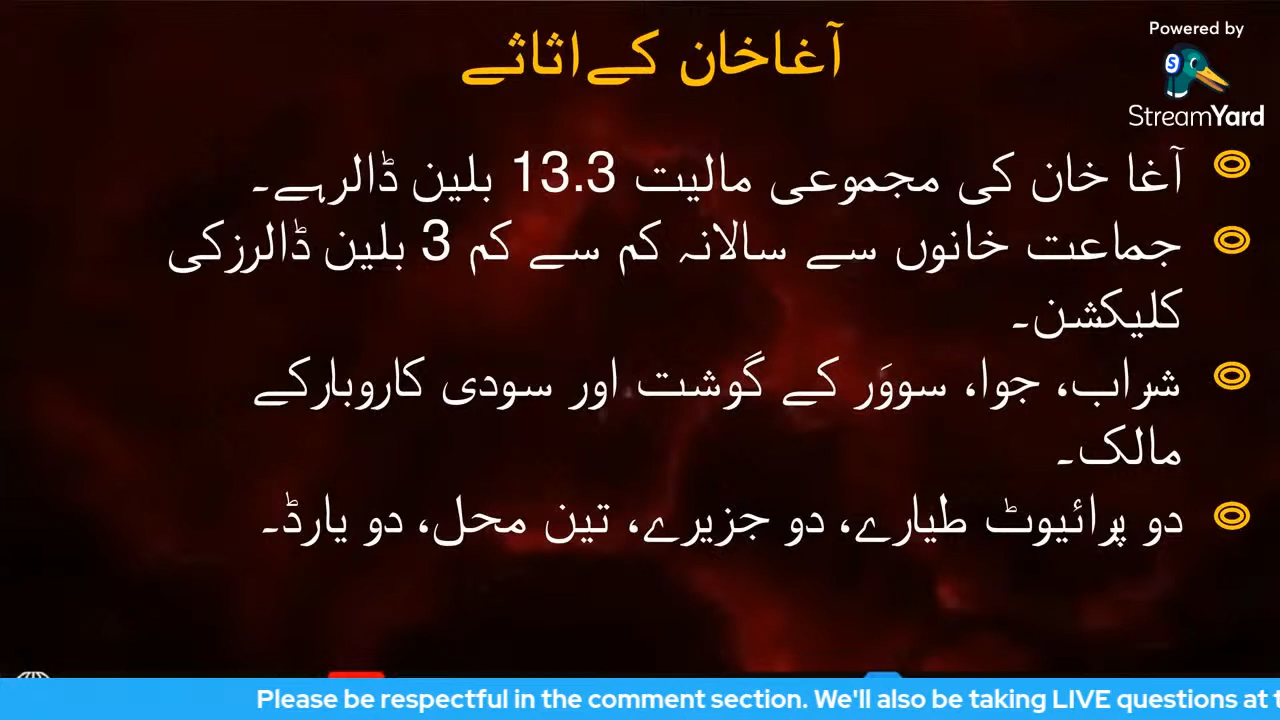 آغاخان کے اثاثے
Powered by
StreamYard
آغا خان کی مجموعی مالیت 13.3 بلین ڈالرہے۔
جماعت خانوں سے سالانہ کم سے کم 3 بلین ڈالرزکی
کلیکشن۔
شراب، جوا، سووَر کے گوشت اور سودی کاروبارکے
مالک۔
دو پرائیوٹ طیارے، دو جزیرے، تین محل، دو یارڈ۔
Please be respectful in the comment section. We'll also be taking LIVE questions at